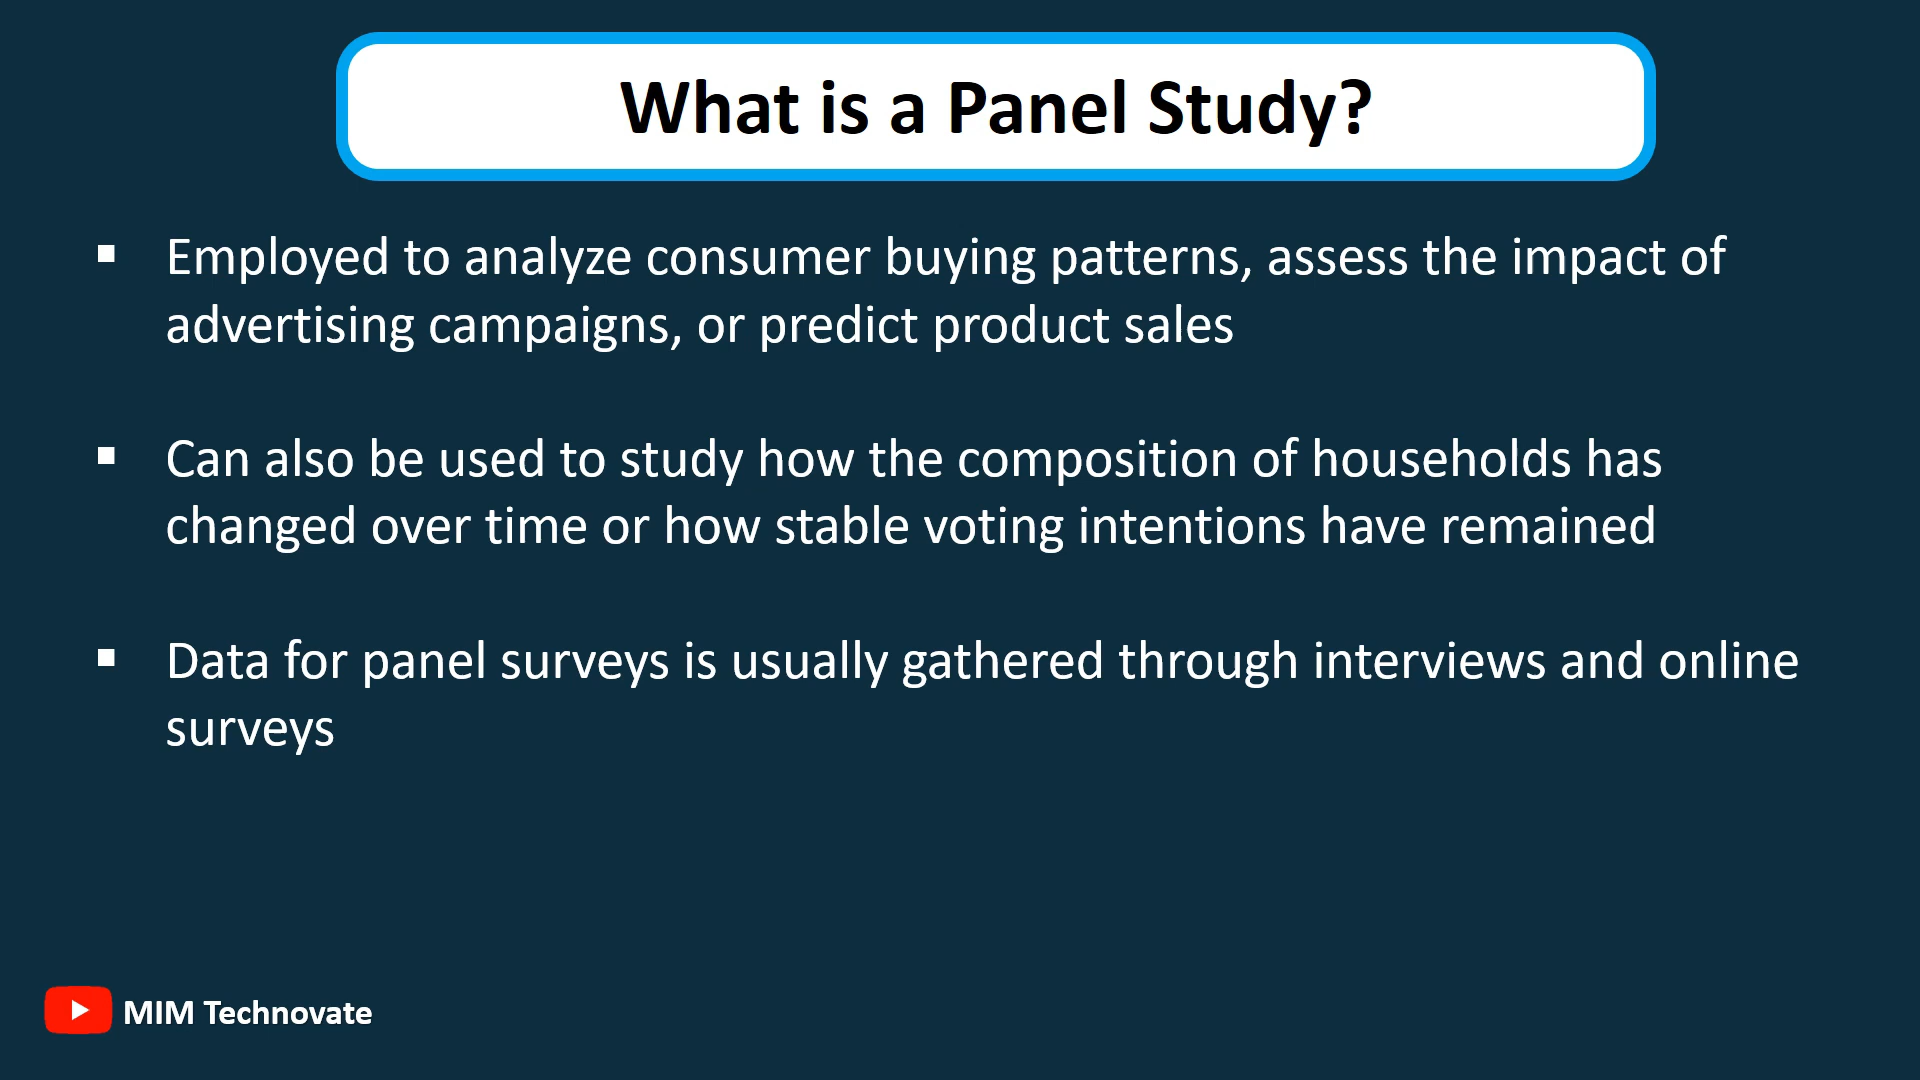 What is a Panel Study?
▪ Employed to analyze consumer buying patterns, assess the impact of
advertising campaigns, or predict product sales
▪ Can also be used to study how the composition of households has
changed over time or how stable voting intentions have remained
▪ Data for panel surveys is usually gathered through interviews and online
surveys
MIM Technovate